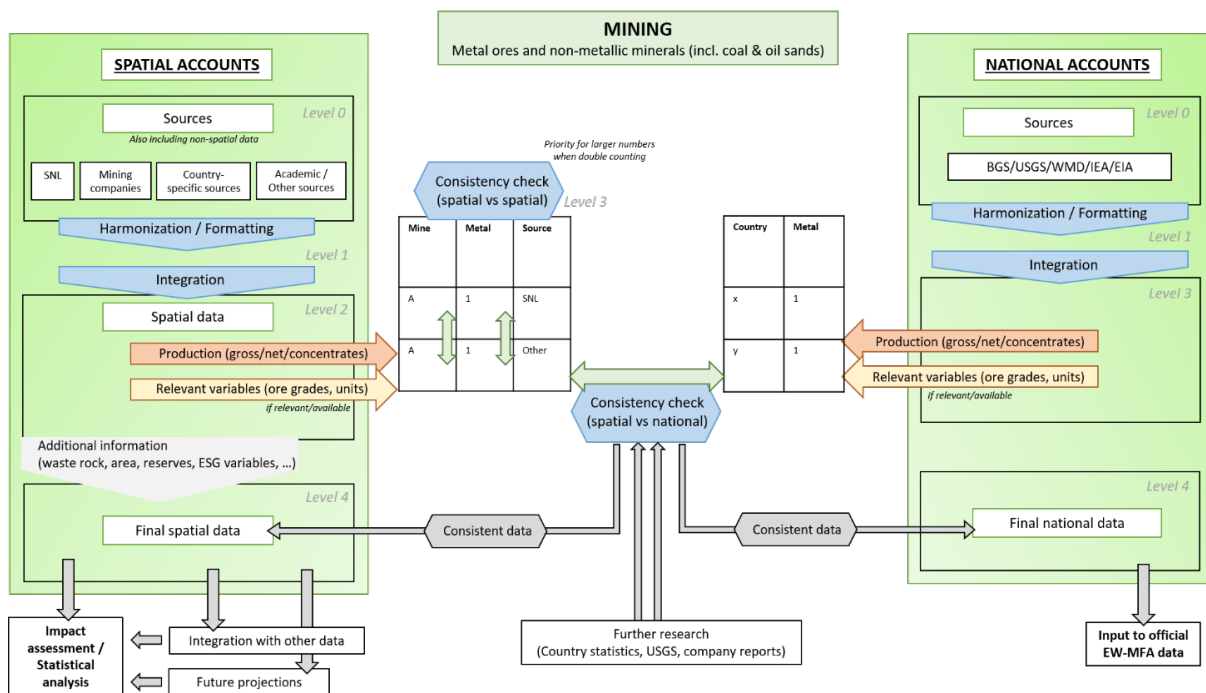 MINING
Metal ores and non-metallic minerals (incl. coal & oil sands)
SPATIAL ACCOUNTS
Level 0
Sources
Also including non-spatial data
SNL
Mining
companies
Country-
specific sources
Academic /
Other sources
Harmonization / Formatting
Level 1
Integration
Level 2
Spatial data
Production (gross/net/concentrates)
Relevant variables (ore grades, units)
If relevant/available
Additional information
(waste rock, area, reserves, ESG variables, ...)
Level 4
Final spatial data
Impact
assessment /
Statistical
analysis
Integration with other data
Future projections
Priority for larger numbers
when double counting
Consistency check
(spatial vs spatial)
Level 3
Mine Metal Source
A 1 SNL
A 1 Other
Country Metal
x 1
y 1
Consistency check
(spatial vs national)
Consistent data
Consistent data
Further research
(Country statistics, USGS, company reports)
NATIONAL ACCOUNTS
Level 0
Sources
BGS/USGS/WMD/IEA/EIA
Harmonization / Formatting
Level 1
Integration
Level 3
Production (gross/net/concentrates)
Relevant variables (ore grades, units)
If relevant/available
Level 4
Final national data
Input to official
EW-MFA
data